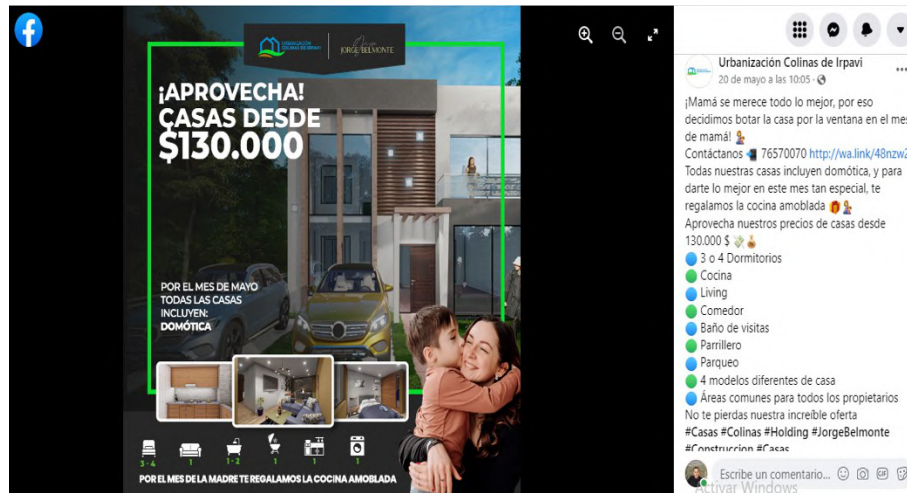 URBANIZACIÓN
COLINAS DE IRPAVI
JORGE BELMONTE
¡APROVECHA!
CASAS DESDE
$130.000
POR EL MES DE MAYO
TODAS LAS CASAS
INCLUYEN:
DOMÓTICA
3-4 1 1-2 1 1 1
POR EL MES DE LA MADRE TE REGALAMOS LA COCINA AMOBLADA
Urbanización Colinas de Irpavi
20 de mayo a las 10:05
¡Mamá se merece todo lo mejor, por eso
decidimos botar la casa por la ventana en el mes
de mamá!
Contáctanos 76570070 http://wa.link/48nzw2
Todas nuestras casas incluyen domótica, y para
darte lo mejor en este mes tan especial, te
regalamos la cocina amoblada
Aprovecha nuestros precios de casas desde
130.000 $
3 o 4 Dormitorios
Cocina
Living
Comedor
Baño de visitas
Parrillero
Parqueo
4 modelos diferentes de casa
Áreas comunes para todos los propietarios
No te pierdas nuestra increíble oferta
#Casas #Colinas #Holding #JorgeBelmonte
#Construccion #Casas
Escribe un comentario...
Activar Windows